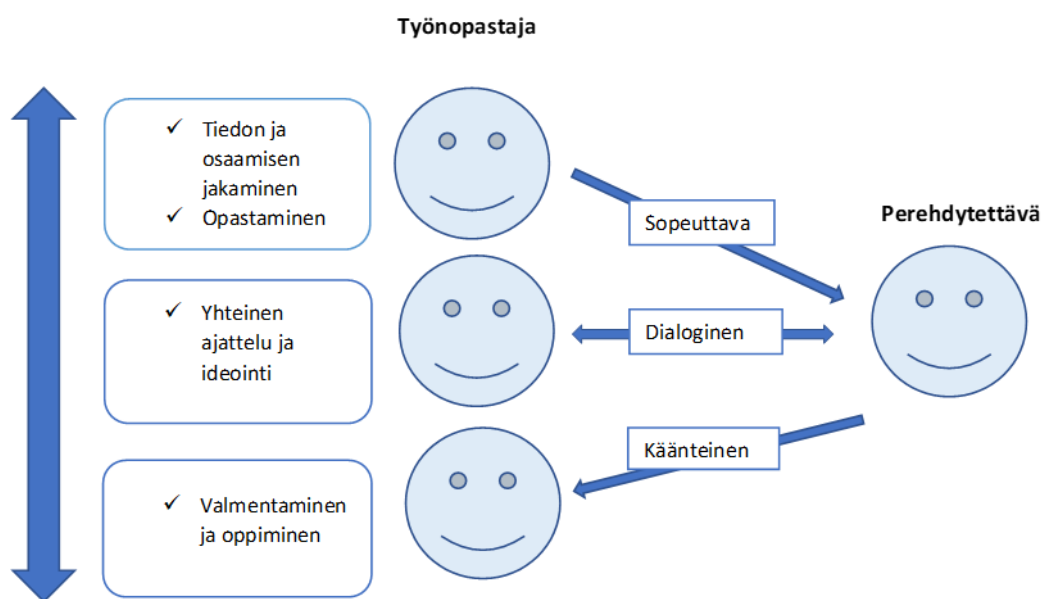 Työnopastaja
✓ Tiedon ja
osaamisen
jakaminen
✓ Opastaminen
Sopeuttava
Perehdytettävä
✓ Yhteinen
ajattelu ja
ideointi
Dialoginen
Käänteinen
✓ Valmentaminen
ja oppiminen